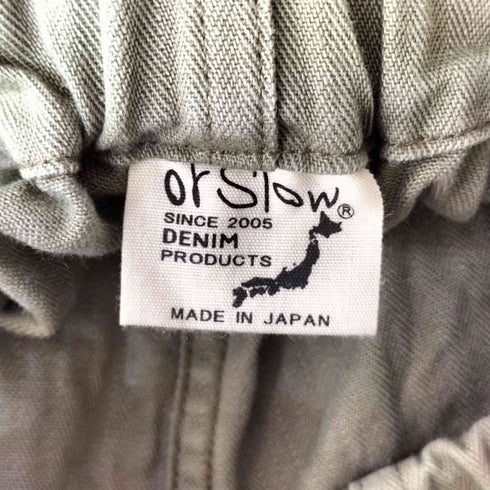 orSlow®
SINCE 2005
DENIM
PRODUCTS
MADE IN JAPAN